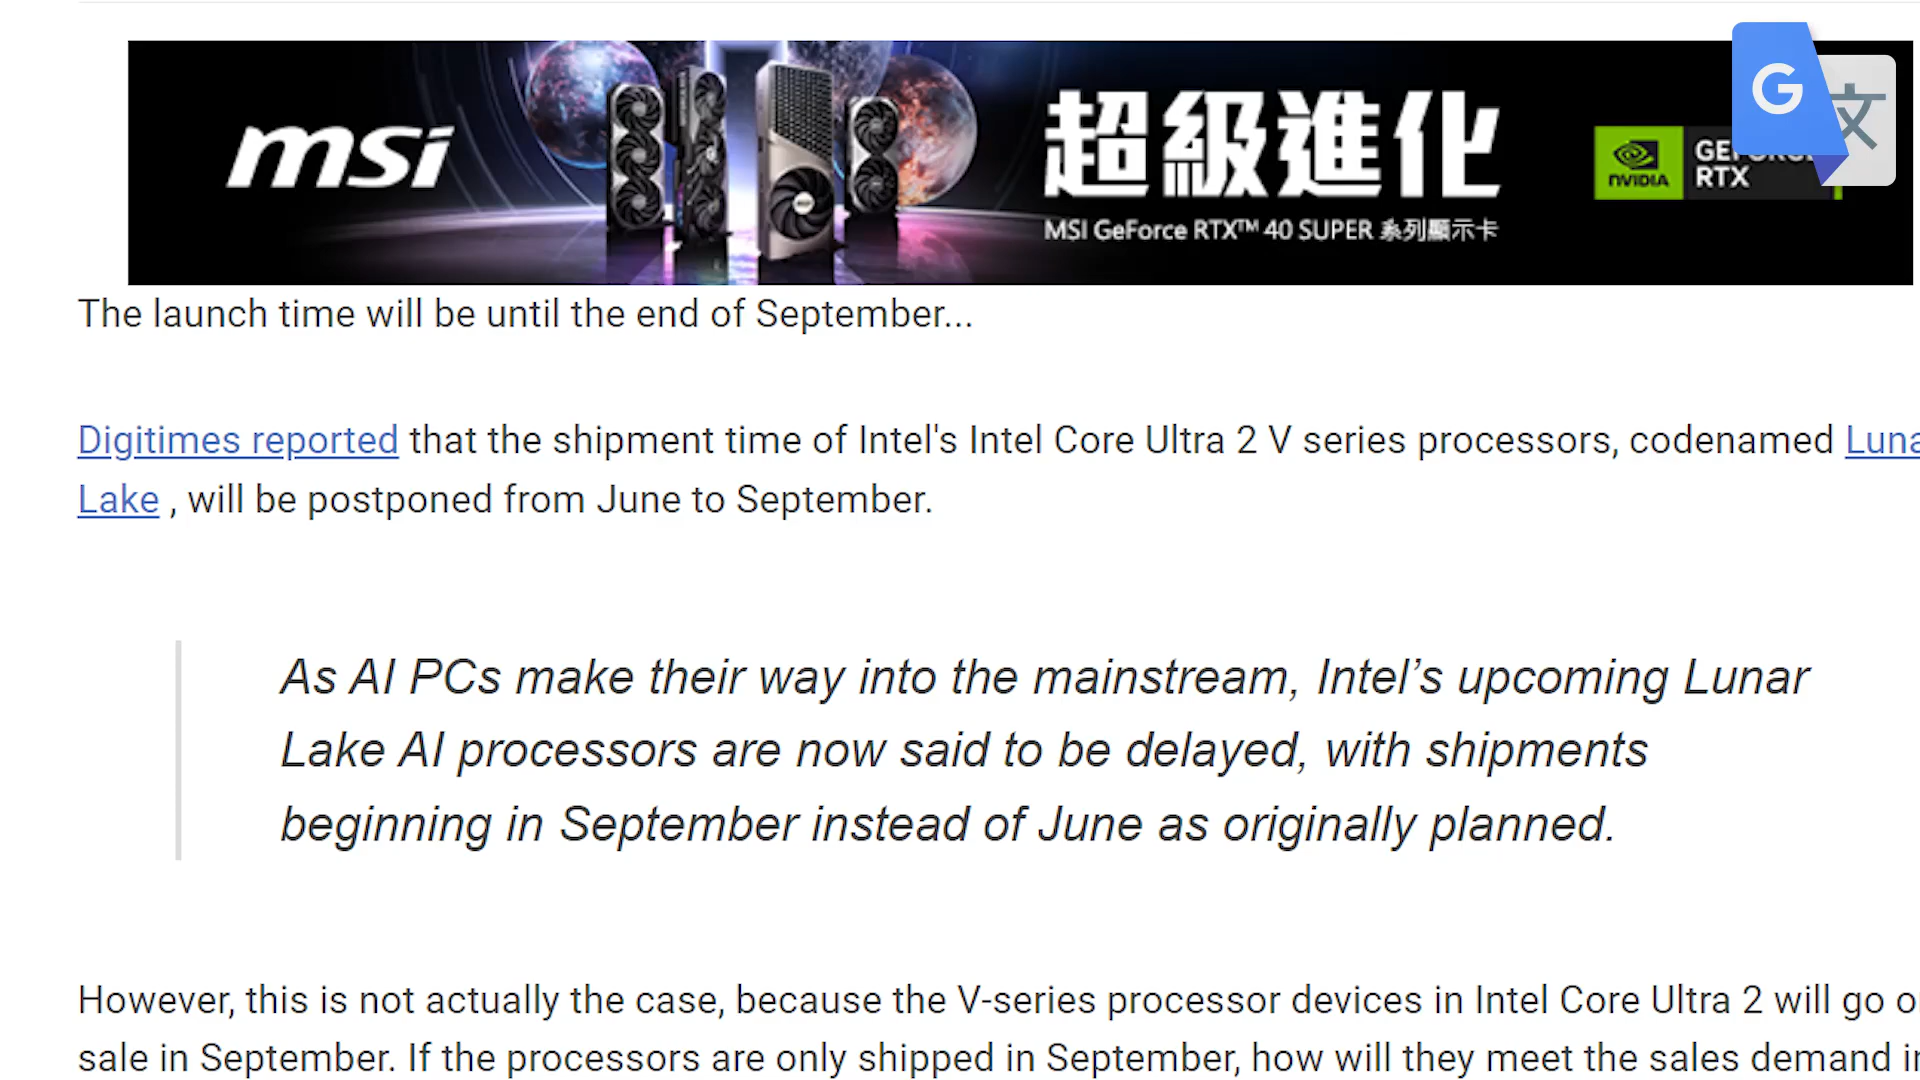 msi
超級進化
MSI GeForce RTX™ 40 SUPER 系列顯示卡
NVIDIA
RTX
G 文
The launch time will be until the end of September...
Digitimes reported that the shipment time of Intel's Intel Core Ultra 2 V series processors, codenamed
Lake , will be postponed from June to September.
As AI PCs make their way into the mainstream, Intel’s upcoming Lunar
Lake AI processors are now said to be delayed, with shipments
beginning in September instead of June as originally planned.
However, this is not actually the case, because the V-series processor devices in Intel Core Ultra 2 will go
sale in September. If the processors are only shipped in September, how will they meet the sales demand